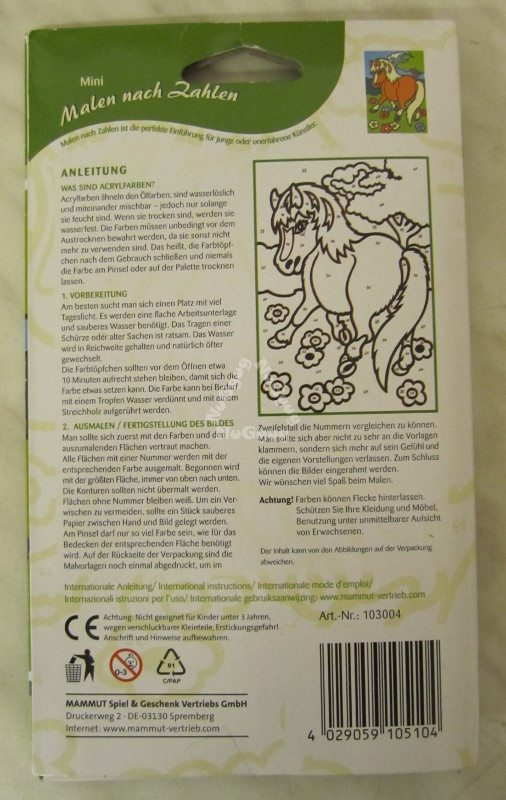 Mini
Malen nach Zahlen
Malen nach Zahlen ist die perfekte Einführung für junge oder unerfahrene Künstler.
ANLEITUNG
WAS SIND ACRYLFARBEN?
Acrylfarben ähneln den Ölfarben, sind wasserlöslich
und miteinander mischbar – jedoch nur solange
sie feucht sind. Wenn sie trocken sind, werden sie
wasserfest. Die Farben müssen unbedingt vor dem
Austrocknen bewahrt werden, da sie sonst nicht
mehr zu verwenden sind. Das heißt, die Farbtöpf-
chen nach dem Gebrauch schließen und niemals
die Farbe am Pinsel oder auf der Palette trocknen
lassen.
1. VORBEREITUNG
Am besten sucht man sich einen Platz mit viel
Tageslicht. Es werden eine flache Arbeitsunterlage
und sauberes Wasser benötigt. Das Tragen einer
Schürze oder alter Sachen ist ratsam. Das Wasser
wird in Reichweite gehalten und natürlich öfter
gewechselt.
Die Farbtöpfchen sollten vor dem Öffnen etwa
10 Minuten aufrecht stehen bleiben, damit sich die
Farbe etwas setzen kann. Die Farbe kann bei Bedarf
mit einem Tropfen Wasser verdünnt und mit einem
Streichholz aufgerührt werden.
2. AUSMALEN / FERTIGSTELLUNG DES BILDES
Man sollte sich zuerst mit den Farben und den
auszumalenden Flächen vertraut machen.
Alle Flächen mit einer Nummer werden mit der
entsprechenden Farbe ausgemalt. Begonnen wird
mit der größten Fläche, immer von oben nach unten.
Die Konturen sollten nicht übermalt werden.
Flächen ohne Nummer bleiben weiß. Um ein Ver-
wischen zu vermeiden, sollte ein Stück sauberes
Papier zwischen Hand und Bild gelegt werden.
Am Pinsel darf nur so viel Farbe sein, wie für das
Bedecken der entsprechenden Fläche benötigt
wird. Auf der Rückseite der Verpackung sind die
Malvorlagen noch einmal abgedruckt, um im
Zweifelsfall die Nummern vergleichen zu können.
Man sollte sich aber nicht zu sehr an die Vorlagen
klammern, sondern sich mehr auf sein Gefühl und
die eigenen Vorstellungen verlassen. Zum Schluss
können die Bilder eingerahmt werden.
Wir wünschen viel Spaß beim Malen.
Achtung! Farben können Flecke hinterlassen.
Schützen Sie Ihre Kleidung und Möbel,
Benutzung unter unmittelbarer Aufsicht
von Erwachsenen.
Der Inhalt kann von den Abbildungen auf der Verpackung
abweichen.
Internationale Anleitung/ International instructions/ Internationale mode d'emploi/
Internazionali istruzioni per l'uso/ Internationale gebruiksaanwijzing: www.mammut-vertrieb.com
Art.-Nr.: 103004
CE
Achtung: Nicht geeignet für Kinder unter 3 Jahren,
wegen verschluckbarer Kleinteile, Erstickungsgefahr!
Anschrift und Hinweise aufbewahren.
0-3
81
C/PAP
MAMMUT Spiel & Geschenk Vertriebs GmbH
Druckerweg 2 · DE-03130 Spremberg
Internet: www.mammut-vertrieb.com
4 029059 105104